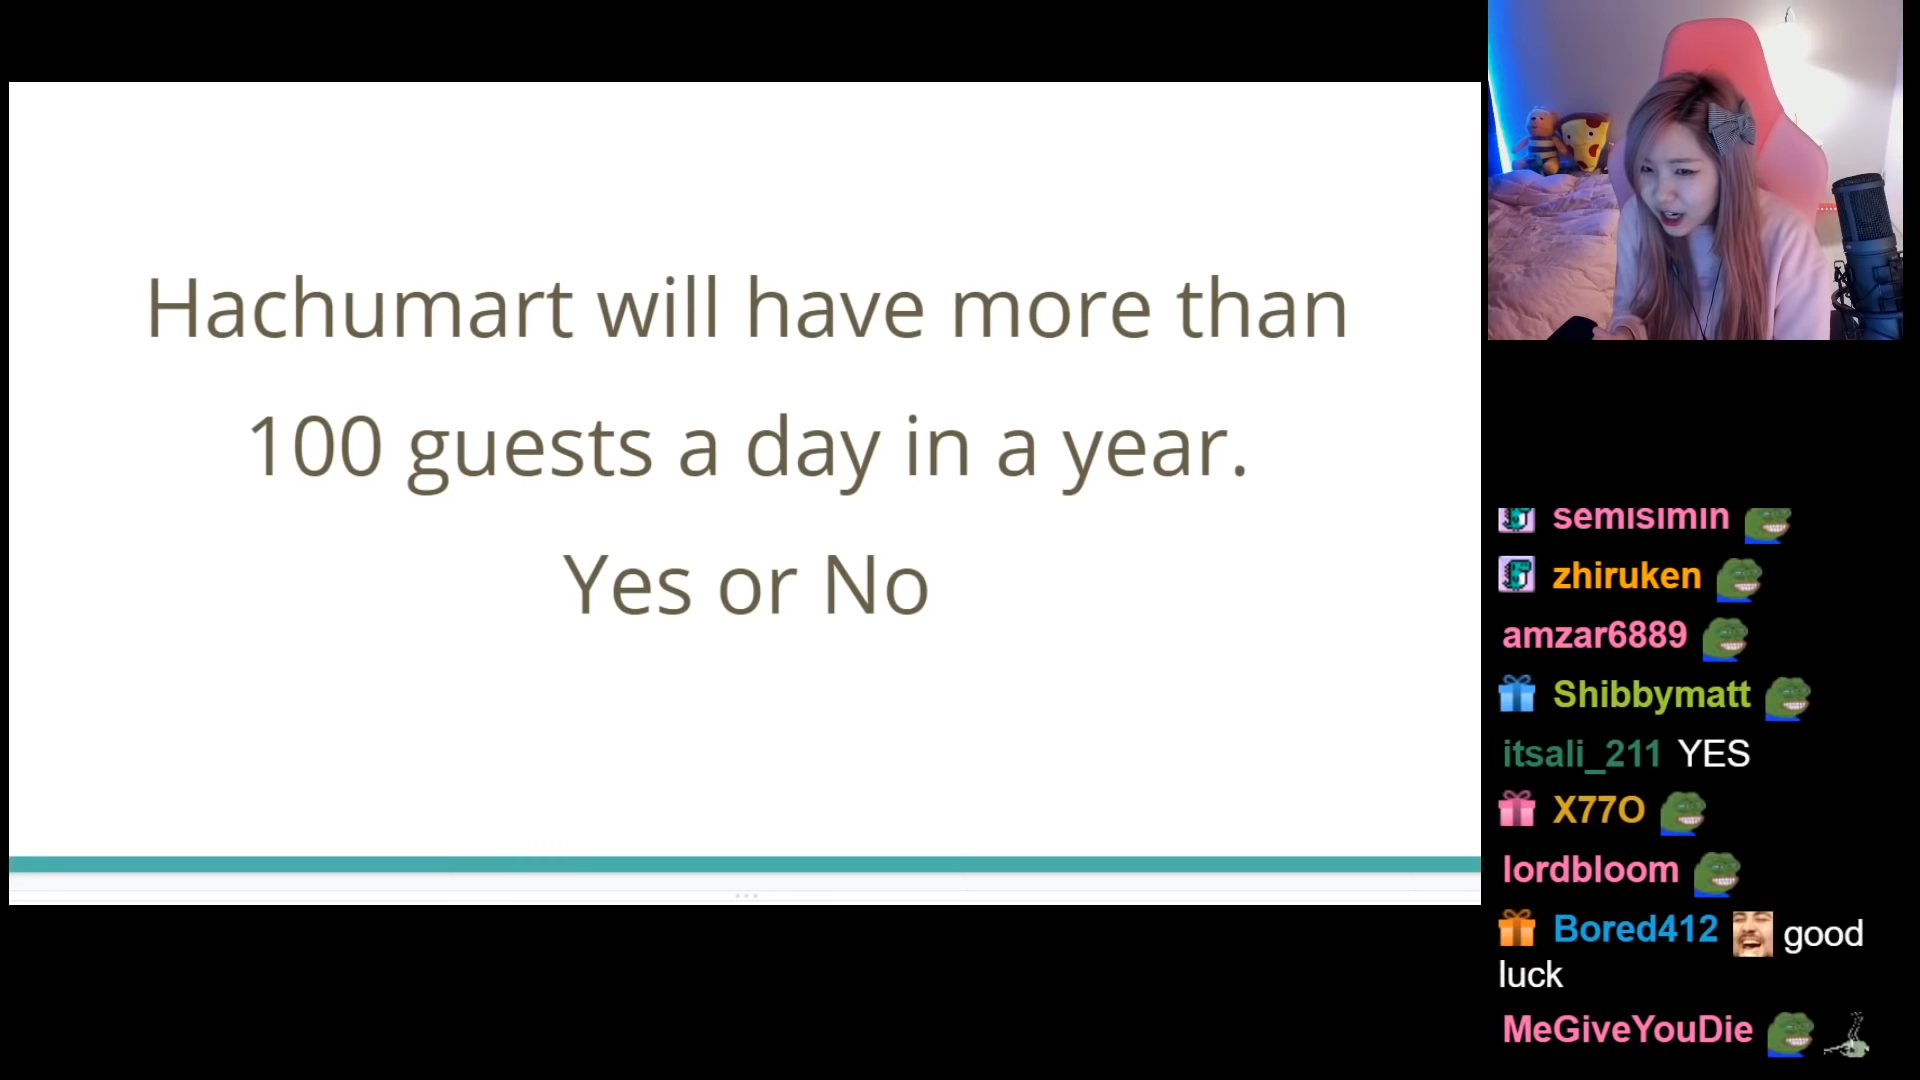 Hachumart will have more than
100 guests a day in a year.
Yes or No
semisimin
zhiruken
amzar6889
Shibbymatt
itsali_211 YES
X77O
lordbloom
Bored412 good
luck
MeGiveYouDie